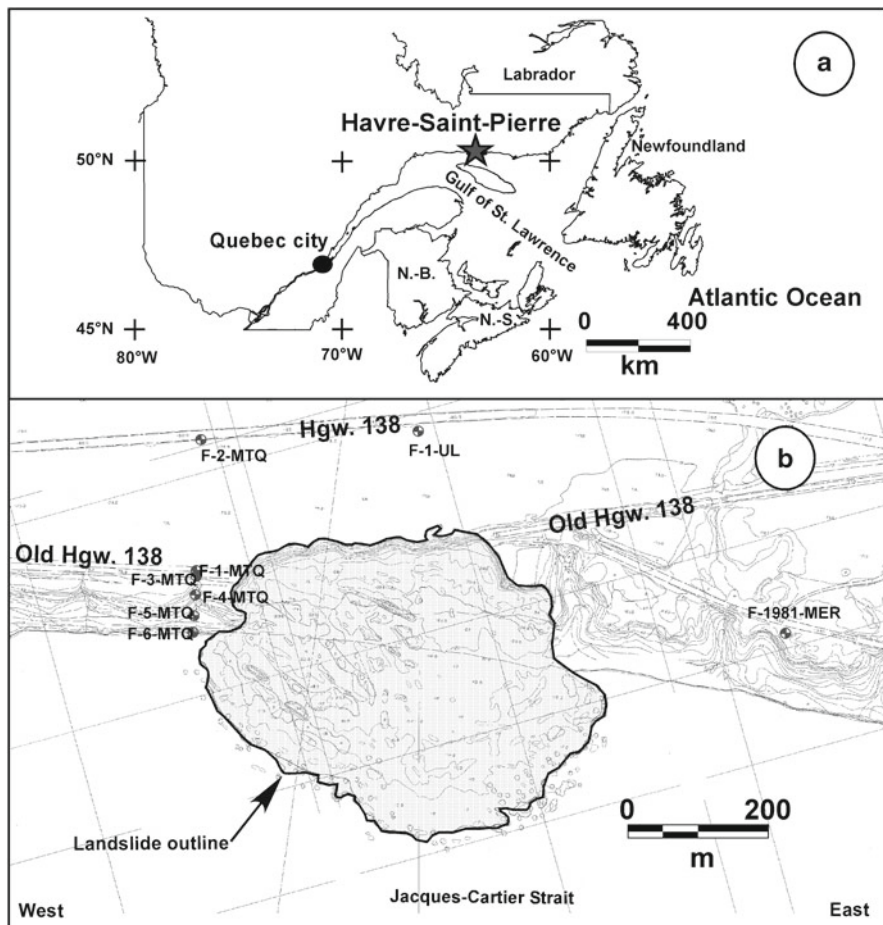 a
Labrador
Havre-Saint-Pierre
Newfoundland
50°N
Gulf of St. Lawrence
Quebec city
N.-B.
N.-S.
Atlantic Ocean
45°N
0 400
km
80°W
70°W
60°W
b
Hgw. 138
F-2-MTQ
F-1-UL
Old Hgw. 138
Old Hgw. 138
F-1-MTQ
F-3-MTQ
F-4-MTQ
F-5-MTQ
F-6-MTQ
F-1981-MER
Landslide outline
0 200
m
Jacques-Cartier Strait
West
East